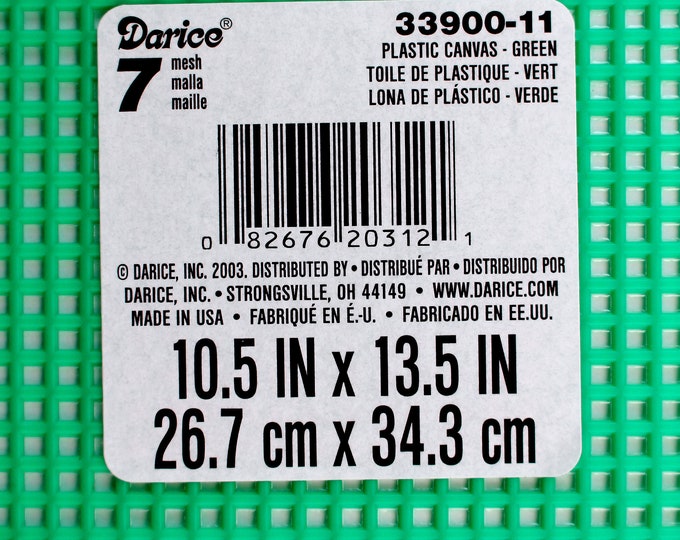 Darice®
7 mesh
malla
maille
33900-11
PLASTIC CANVAS - GREEN
TOILE DE PLASTIQUE - VERT
LONA DE PLÁSTICO - VERDE
0 82676 20312 1
© DARICE, INC. 2003. DISTRIBUTED BY • DISTRIBUÉ PAR • DISTRIBUIDO POR
DARICE, INC. • STRONGSVILLE, OH 44149 • WWW.DARICE.COM
MADE IN USA • FABRIQUÉ EN É.-U. • FABRICADO EN EE.UU.
10.5 IN x 13.5 IN
26.7 cm x 34.3 cm